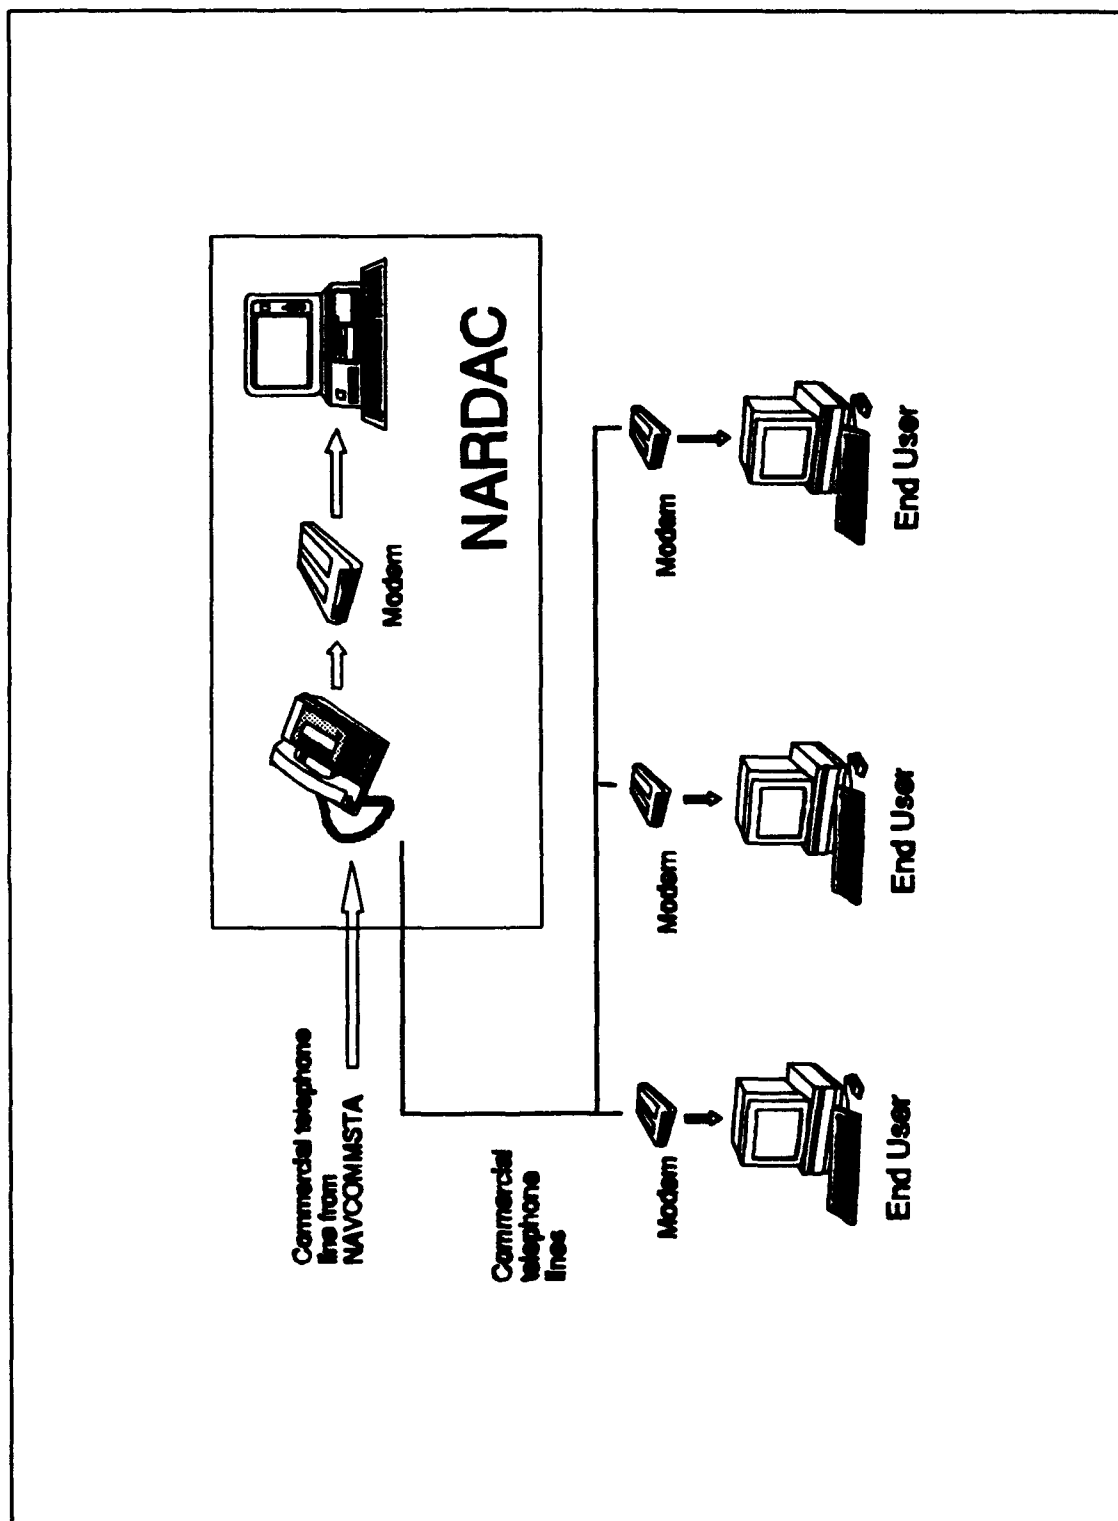 Commercial telephone
line from
NAVCOMMSTA
Modem
NARDAC
Commercial
telephone
lines
Modem
Modem
Modem
End User
End User
End User